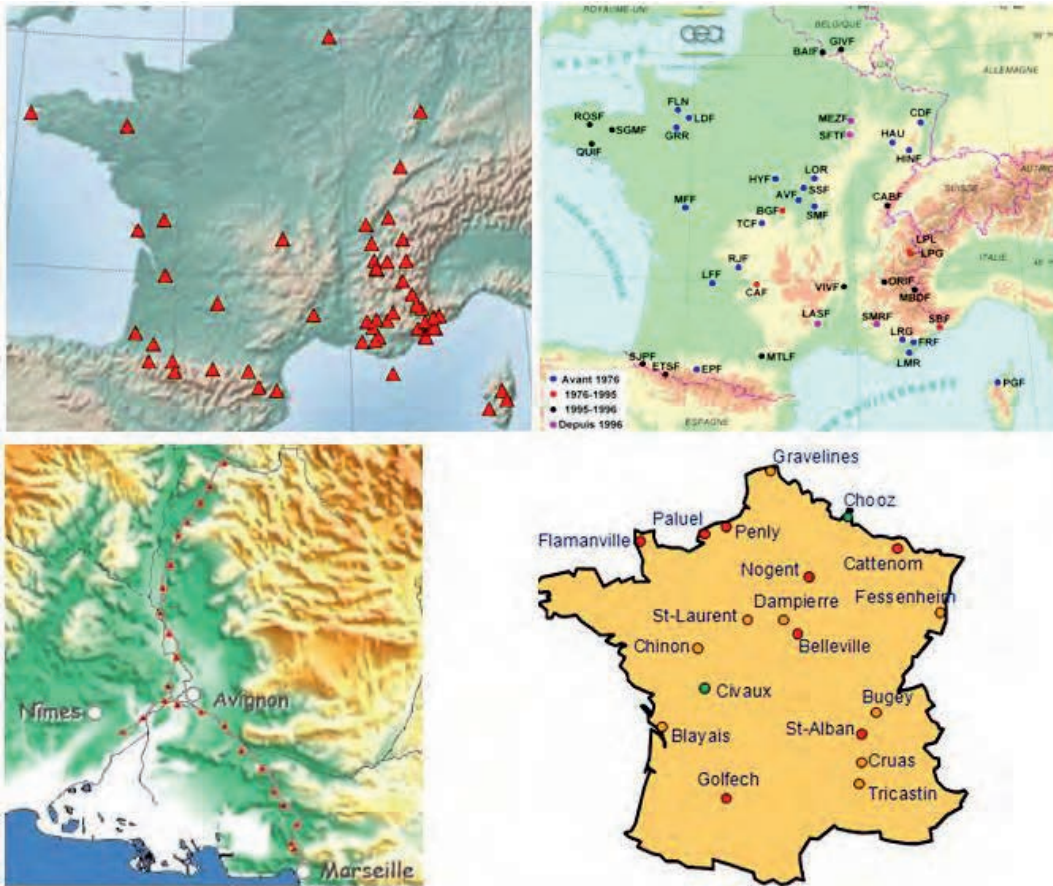 ROYAUME-UNI
BELGIQUE
cea
GIVF
BAIF
ALLEMAGNE
FLN
LDF
GRR
ROSF
SGMF
QUIF
MEZF
SFTF
CDF
HAU
HINF
HYF
LOR
SSF
AVF
MFF
BGF
SMF
TCF
CABF
SUISSE
RJF
LFF
CAF
VIVF
LPL
LPG
ITALIE
ORIF
MBDF
LASF
SMRF
SBF
LRG
FRF
LMR
SJPF
ETSF
EPF
MTLF
PGF
Avant 1976
1976-1995
1995-1996
Depuis 1996
ESPAGNE
Nîmes
Avignon
Marseille
Gravelines
Chooz
Paluel
Penly
Flamanville
Cattenom
Nogent
Fessenheim
St-Laurent
Dampierre
Chinon
Belleville
Civaux
Bugey
Blayais
St-Alban
Cruas
Golfech
Tricastin